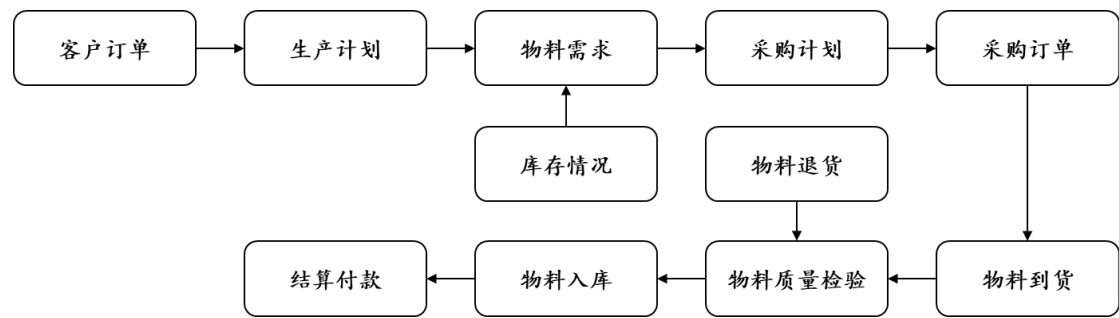 客户订单
生产计划
物料需求
采购计划
采购订单
库存情况
物料退货
结算付款
物料入库
物料质量检验
物料到货